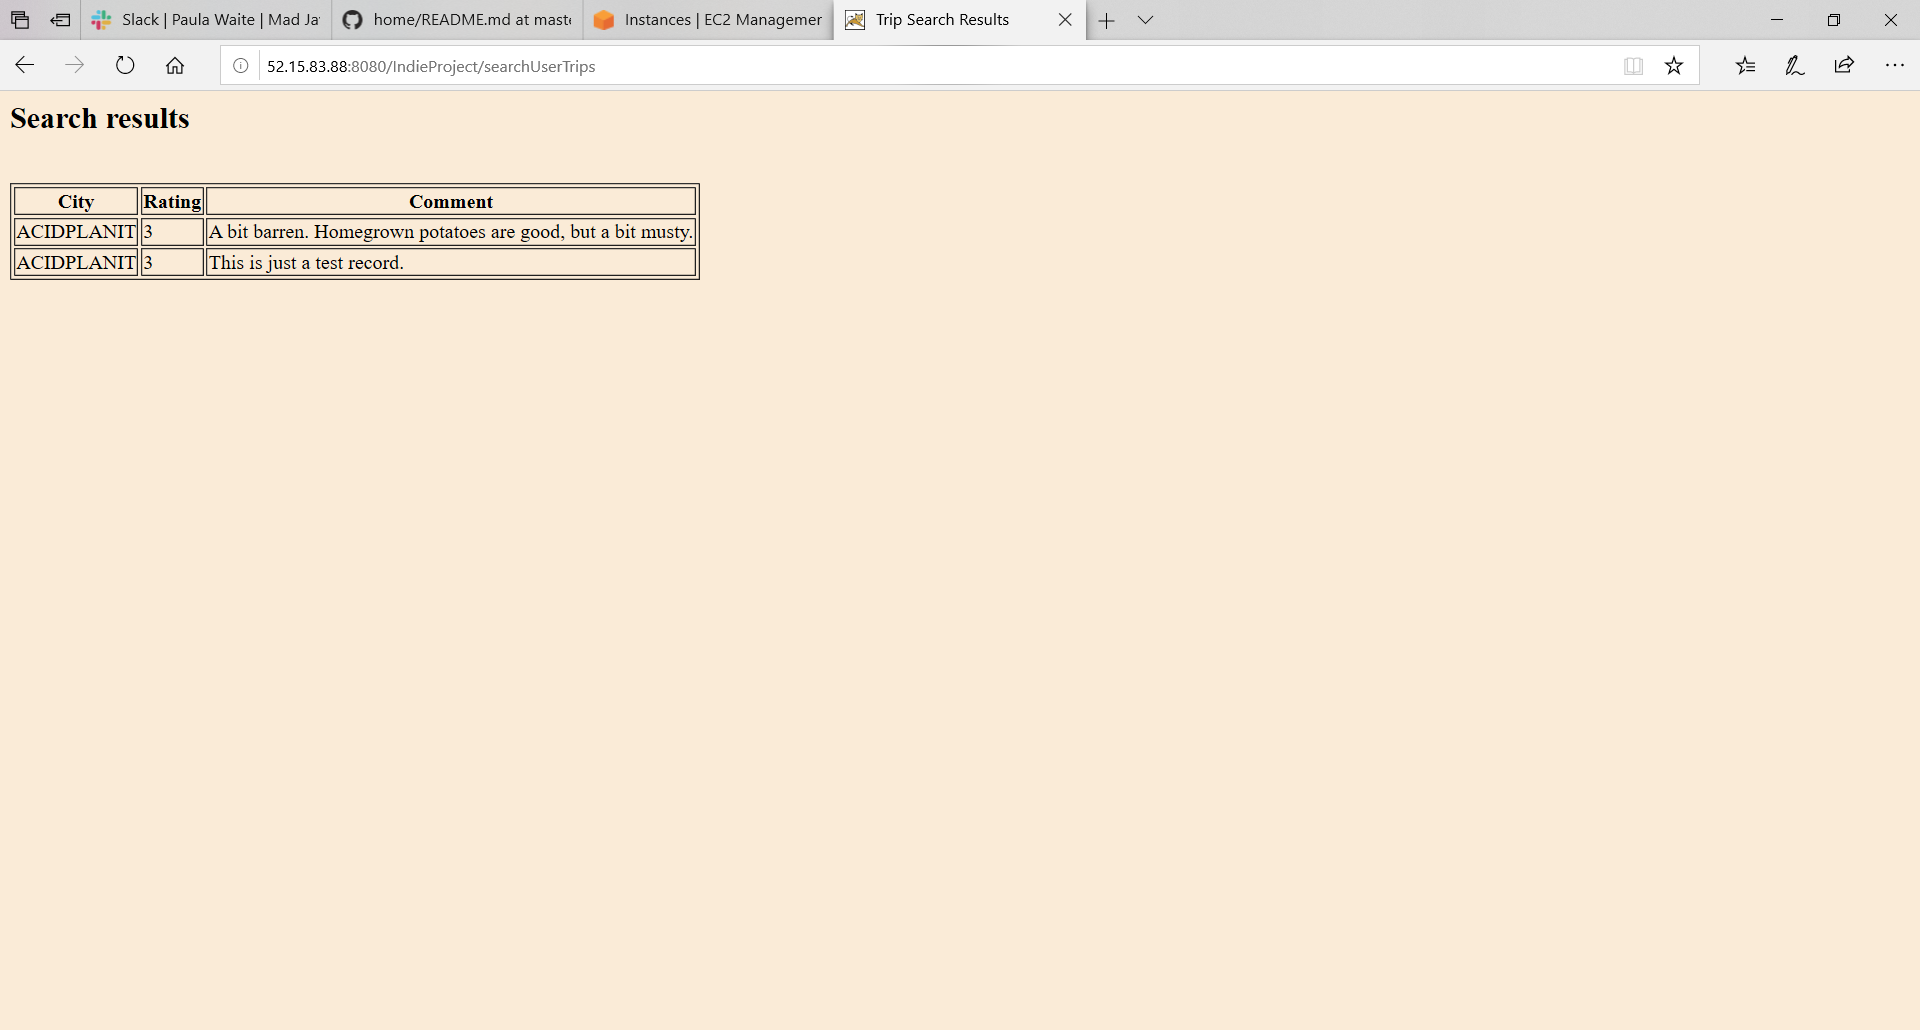 Slack | Paula Waite | Mad Ja
home/README.md at maste
Instances | EC2 Managemer
Trip Search Results
52.15.83.88:8080/IndieProject/searchUserTrips
Search results
City Rating Comment
ACIDPLANIT 3 A bit barren. Homegrown potatoes are good, but a bit musty.
ACIDPLANIT 3 This is just a test record.